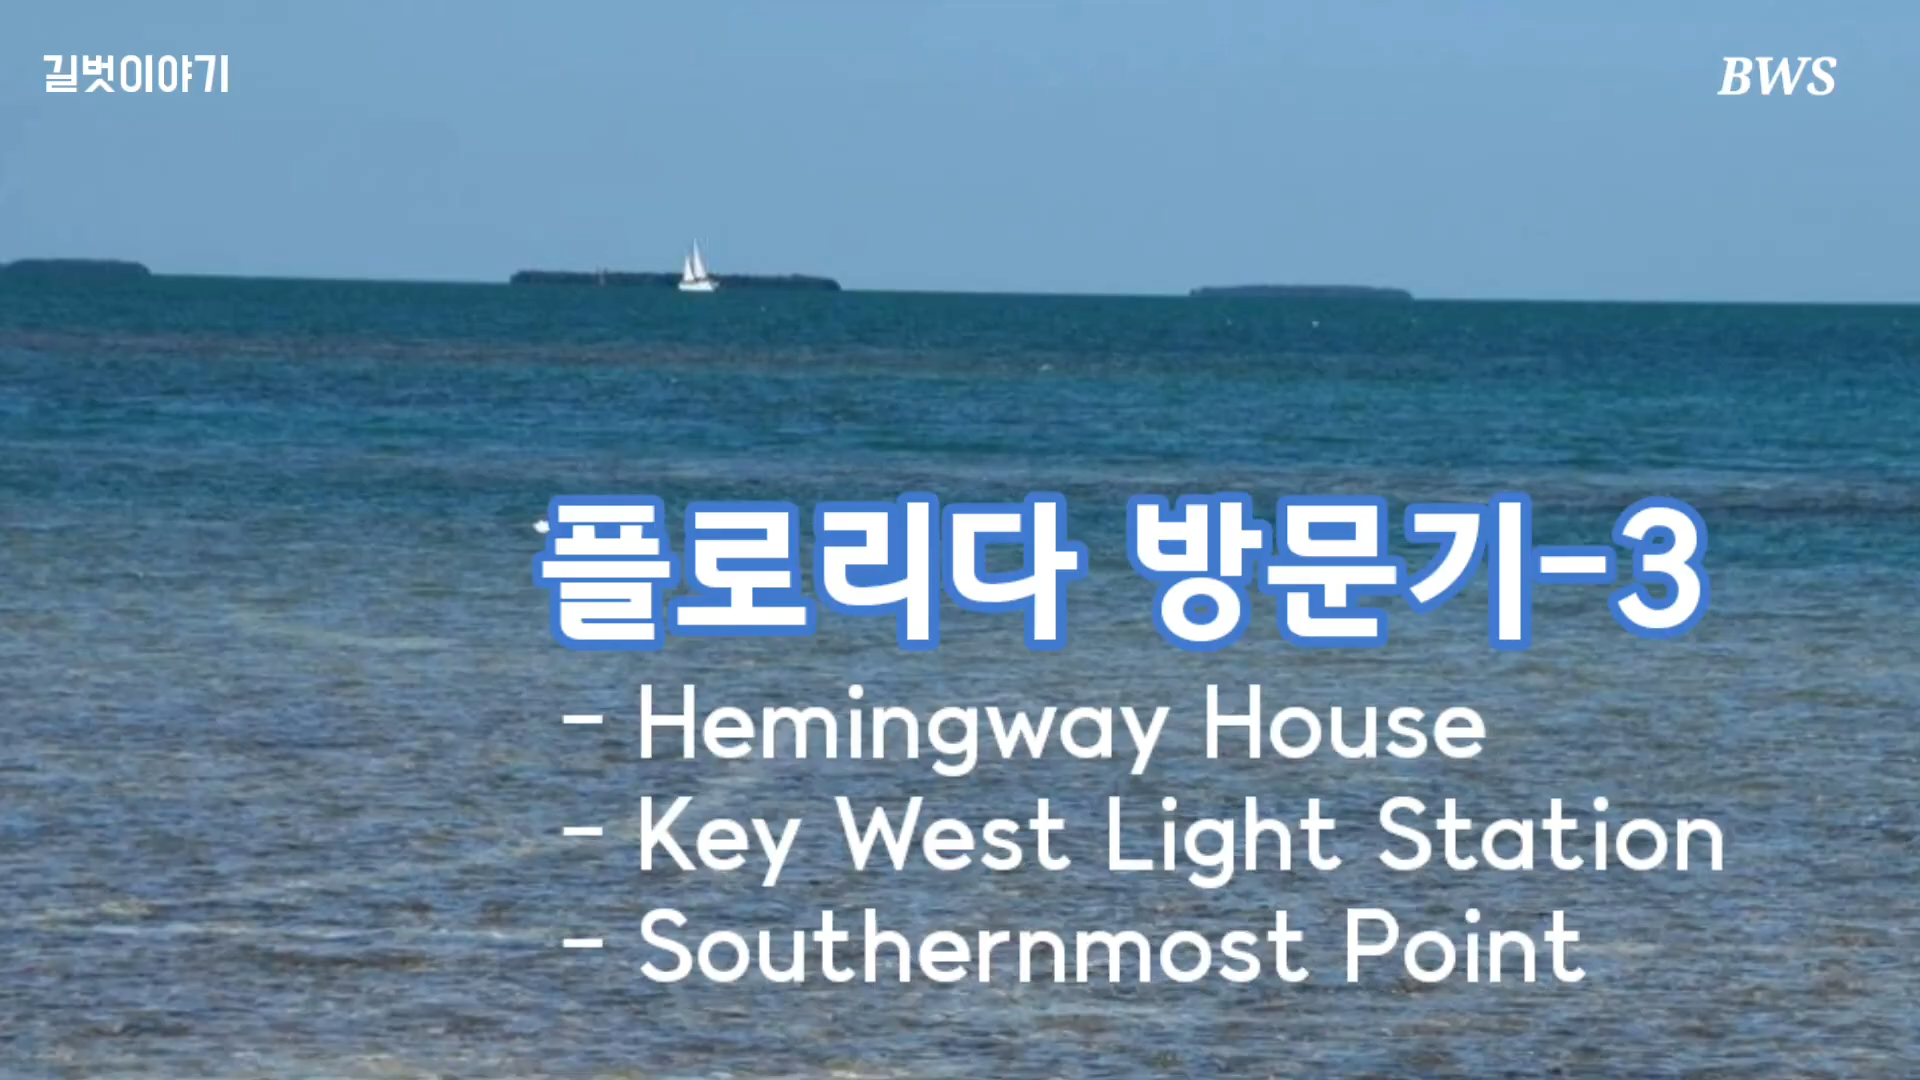 길벗이야기
BWS
플로리다 방문기-3
- Hemingway House
- Key West Light Station
- Southernmost Point